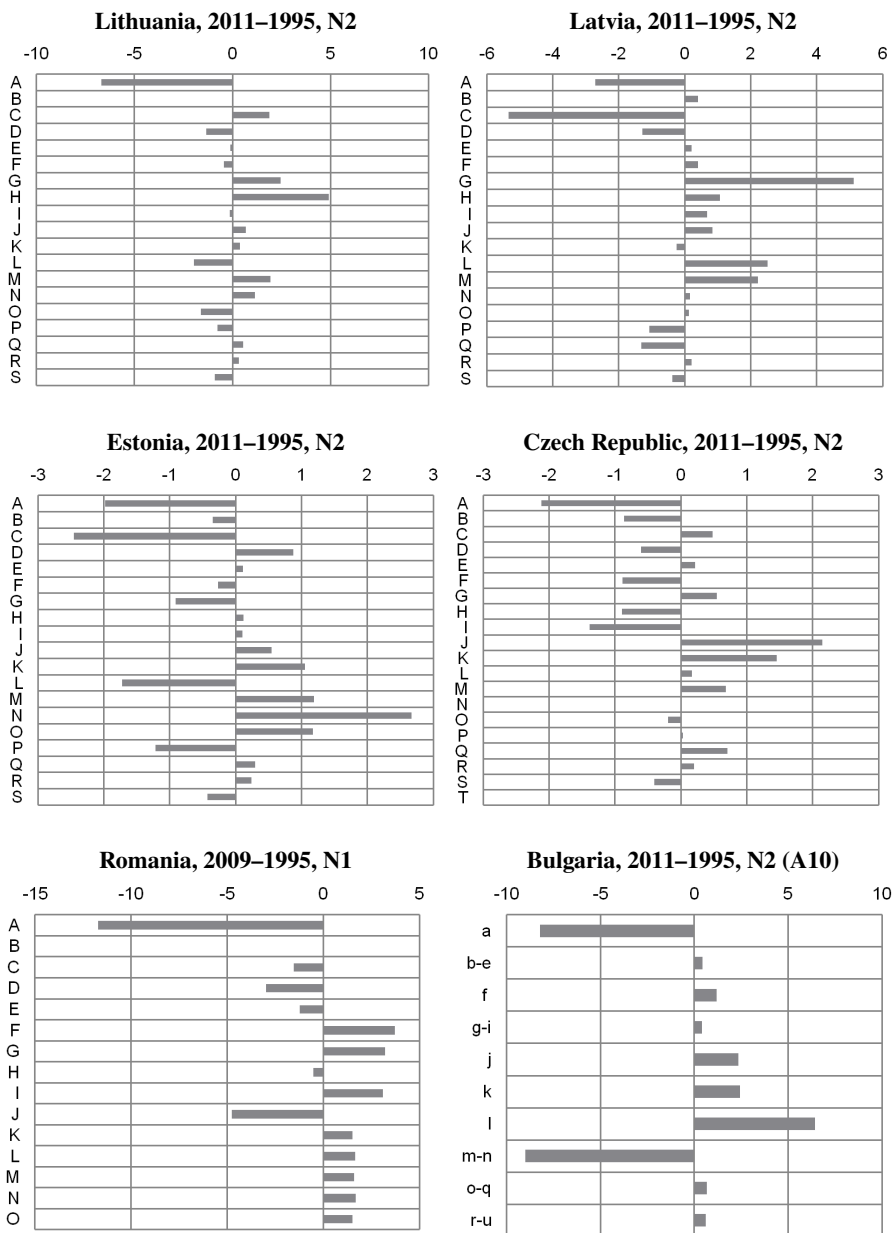 Lithuania, 2011–1995, N2
-10 -5 0 5 10
A
B
C
D
E
F
G
H
I
J
K
L
M
N
O
P
Q
R
S
Latvia, 2011–1995, N2
-6 -4 -2 0 2 4 6
A
B
C
D
E
F
G
H
I
J
K
L
M
N
O
P
Q
R
S
Estonia, 2011–1995, N2
-3 -2 -1 0 1 2 3
A
B
C
D
E
F
G
H
I
J
K
L
M
N
O
P
Q
R
S
Czech Republic, 2011–1995, N2
-3 -2 -1 0 1 2 3
A
B
C
D
E
F
G
H
I
J
K
L
M
N
O
P
Q
R
S
T
Romania, 2009–1995, N1
-15 -10 -5 0 5
A
B
C
D
E
F
G
H
I
J
K
L
M
N
O
Bulgaria, 2011–1995, N2 (A10)
-10 -5 0 5 10
a
b-e
f
g-i
j
k
l
m-n
o-q
r-u